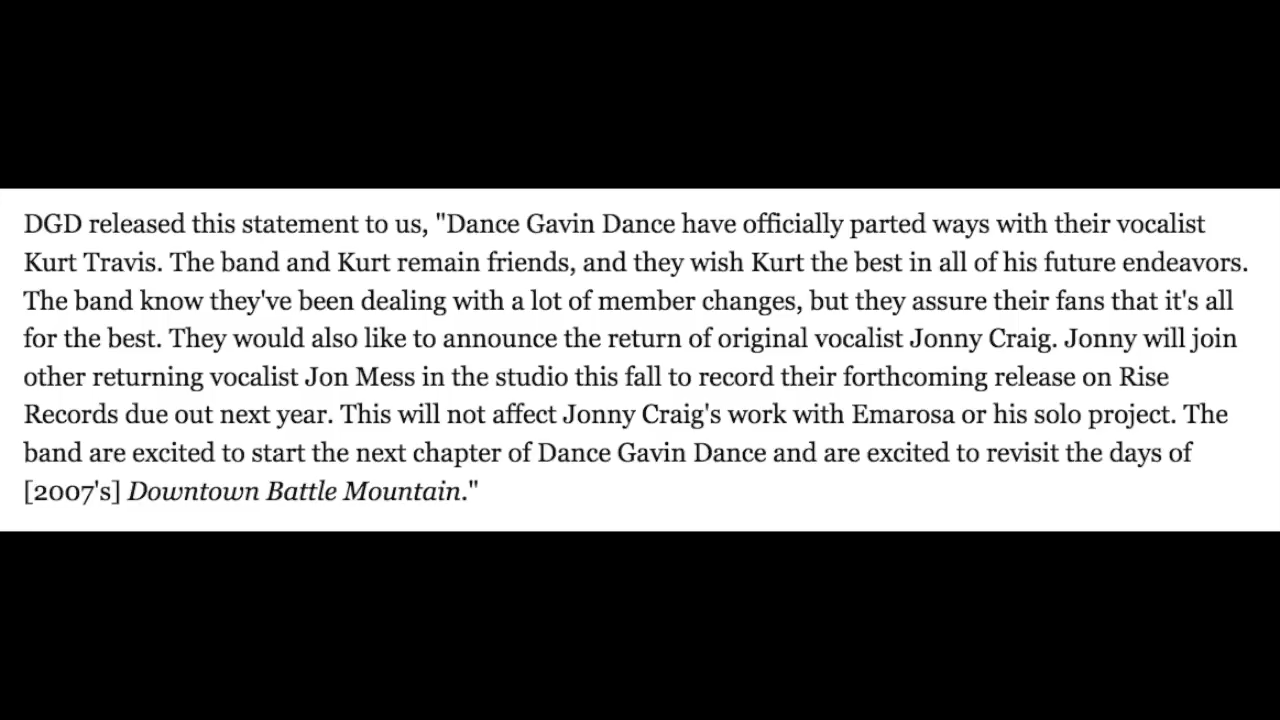 DGD released this statement to us, "Dance Gavin Dance have officially parted ways with their vocalist
Kurt Travis. The band and Kurt remain friends, and they wish Kurt the best in all of his future endeavors.
The band know they've been dealing with a lot of member changes, but they assure their fans that it's all
for the best. They would also like to announce the return of original vocalist Jonny Craig. Jonny will join
other returning vocalist Jon Mess in the studio this fall to record their forthcoming release on Rise
Records due out next year. This will not affect Jonny Craig's work with Emarosa or his solo project. The
band are excited to start the next chapter of Dance Gavin Dance and are excited to revisit the days of
[2007's] Downtown Battle Mountain."